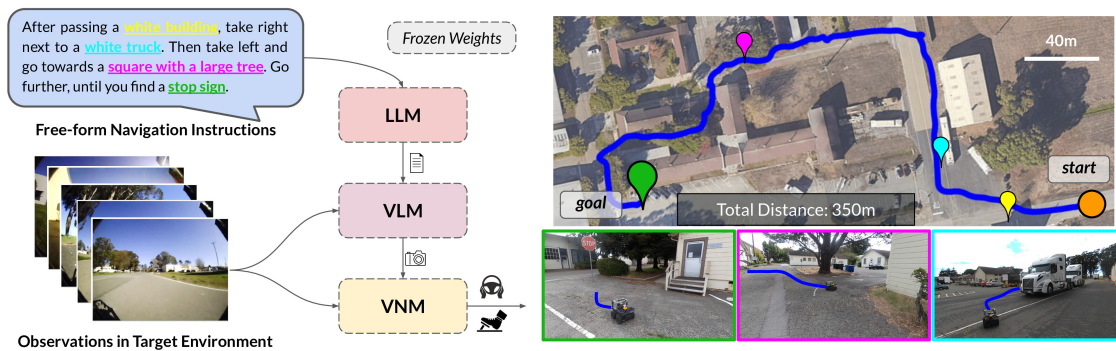 After passing a white building, take right
next to a white truck. Then take left and
go towards a square with a large tree. Go
further, until you find a stop sign.
Free-form Navigation Instructions
Observations in Target Environment
Frozen Weights
LLM
VLM
VNM
40m
start
goal
Total Distance: 350m
STOP